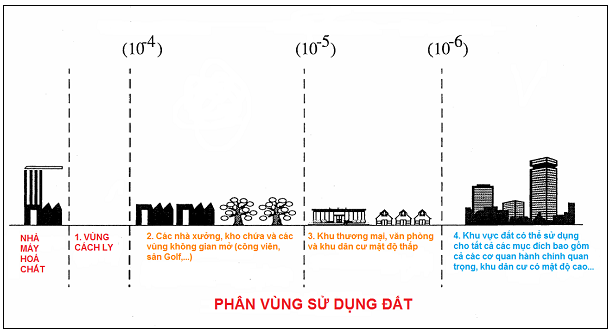 (10-4) (10-5) (10-6)
NHÀ
MÁY
HOÁ
CHẤT
1. VÙNG
CÁCH LY
2. Các nhà xưởng, kho chứa và các
vùng không gian mở (công viên,
sân Golf,...)
3. Khu thương mại, văn phòng
và khu dân cư mật độ thấp
4. Khu vực đất có thể sử dụng
cho tất cả các mục đích bao gồm
cả các cơ quan hành chính quan
trọng, khu dân cư có mật độ cao...
PHÂN VÙNG SỬ DỤNG ĐẤT